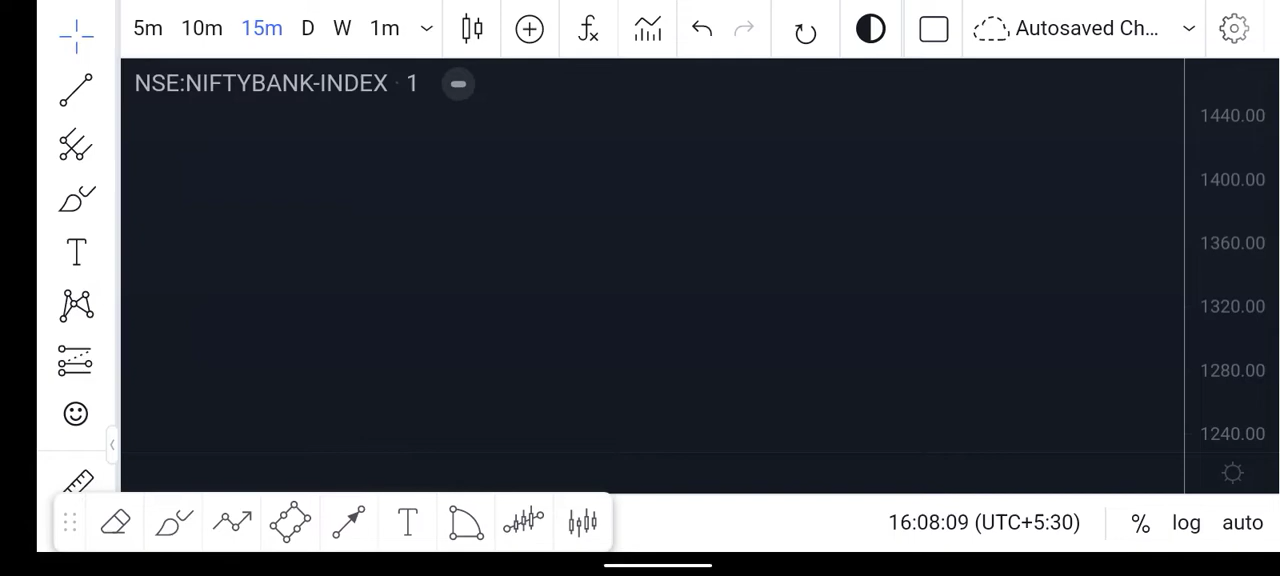 5m 10m 15m D W 1m Autosaved Ch...
NSE:NIFTYBANK-INDEX · 1
1440.00
1400.00
1360.00
1320.00
1280.00
1240.00
16:08:09 (UTC+5:30) % log auto